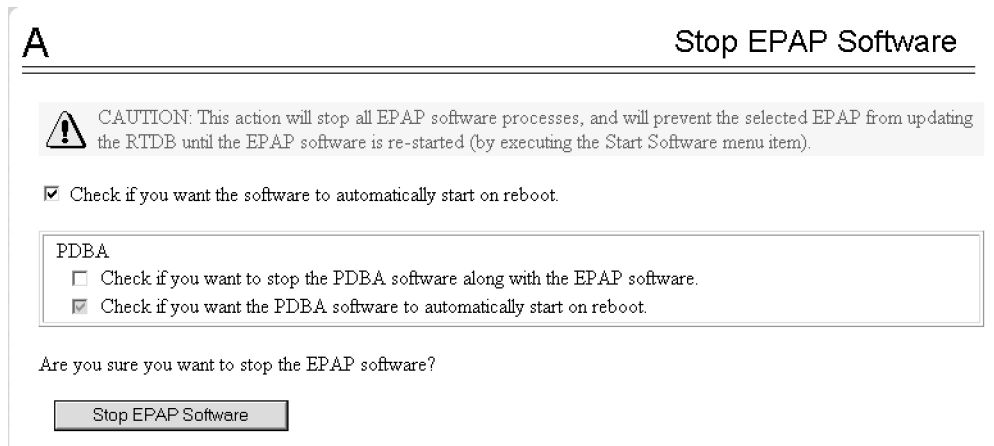 A
Stop EPAP Software
CAUTION: This action will stop all EPAP software processes, and will prevent the selected EPAP from updating
the RTDB until the EPAP software is re-started (by executing the Start Software menu item).
Check if you want the software to automatically start on reboot.
PDBA
Check if you want to stop the PDBA software along with the EPAP software.
Check if you want the PDBA software to automatically start on reboot.
Are you sure you want to stop the EPAP software?
Stop EPAP Software